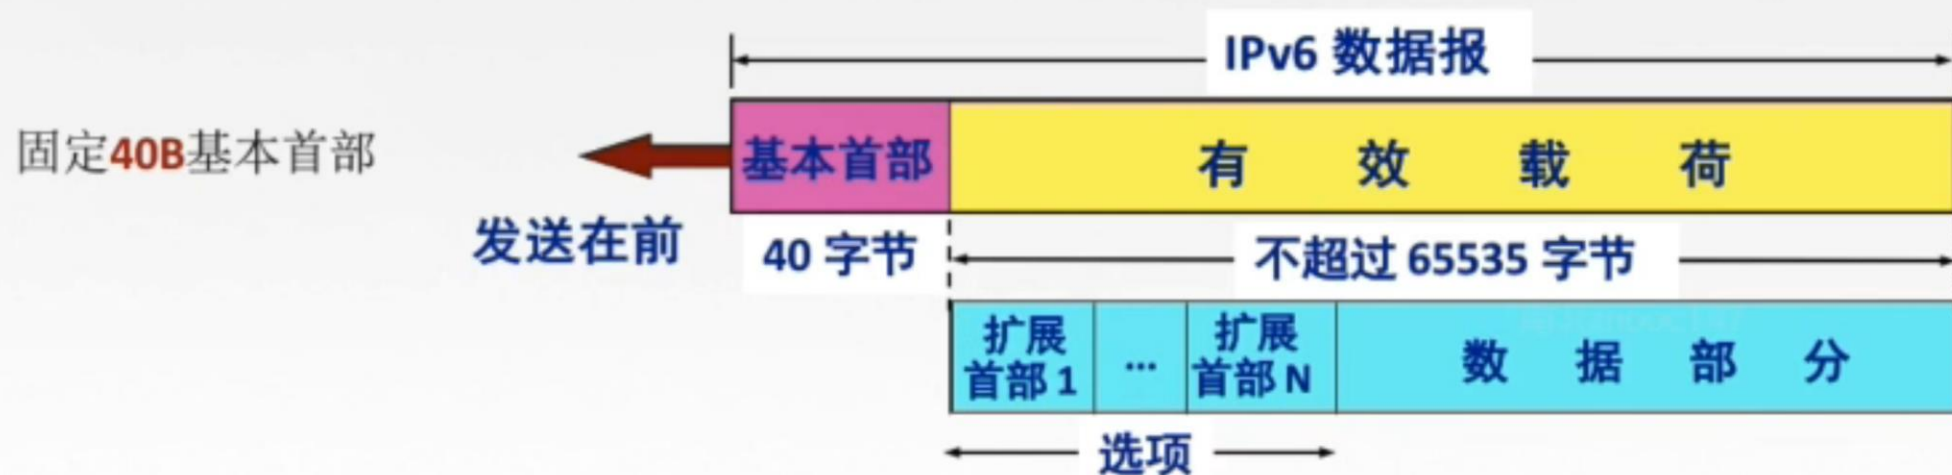 IPv6 数据报
固定40B基本首部
基本首部
有效载荷
发送在前
40 字节
不超过 65535 字节
扩展
首部 1
...
扩展
首部 N
数据部分
选项